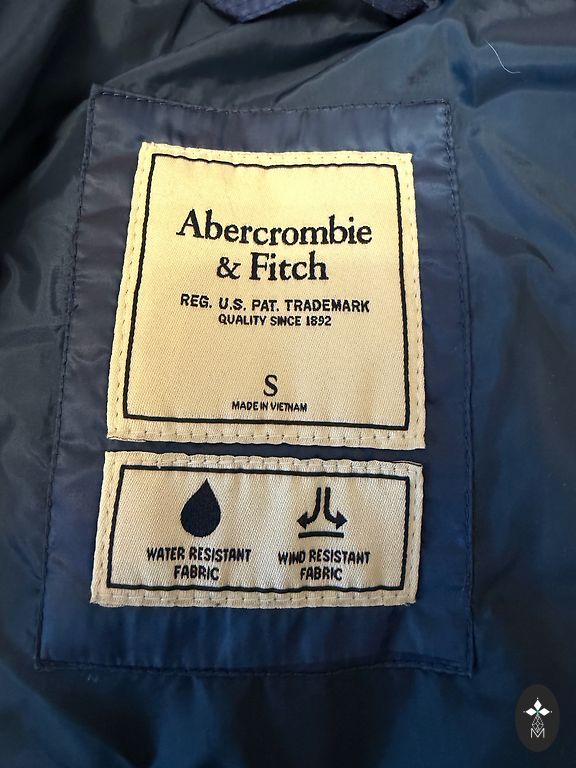 Abercrombie
& Fitch
REG. U.S. PAT. TRADEMARK
QUALITY SINCE 1892
S
MADE IN VIETNAM
WATER RESISTANT
FABRIC
WIND RESISTANT
FABRIC
M